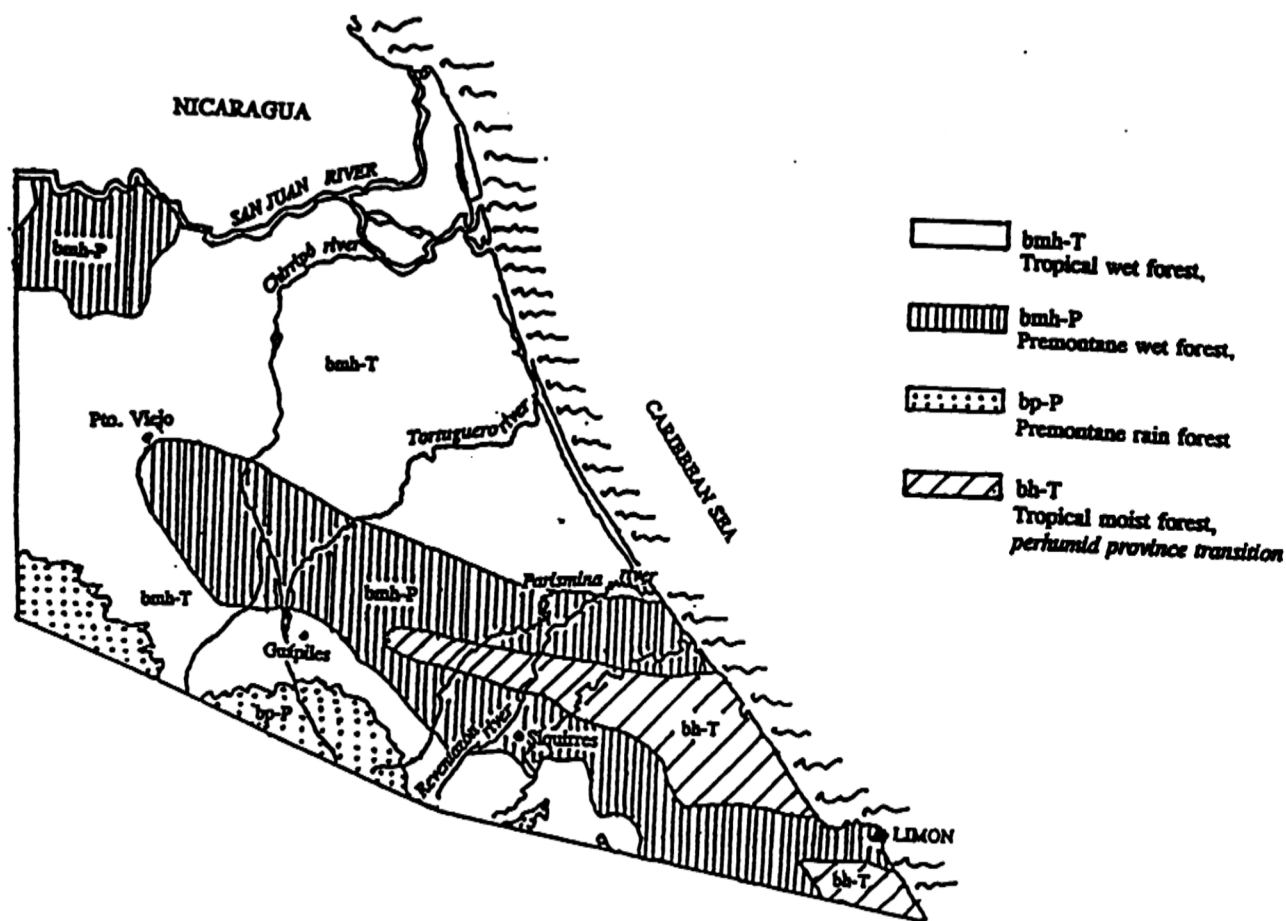 NICARAGUA
SAN JUAN RIVER
bmh-P
Chirripó river
bmh-T
Pto. Viejo
Tortuguero river
CARIBBEAN SEA
bmh-T
bmh-P
Parismina river
Guápiles
bp-P
Reventazón river
Siquirres
bh-T
LIMON
bh-T
bmh-T
Tropical wet forest,
bmh-P
Premontane wet forest,
bp-P
Premontane rain forest
bh-T
Tropical moist forest,
perhumid province transition